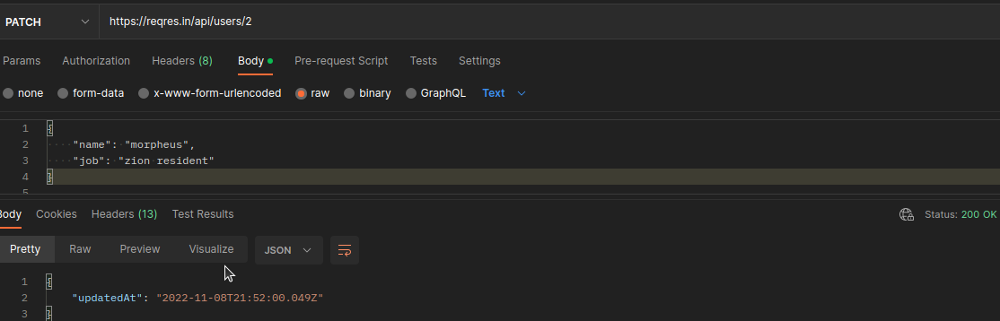 PATCH https://reqres.in/api/users/2
Params Authorization Headers (8) Body Pre-request Script Tests Settings
none form-data x-www-form-urlencoded raw binary GraphQL Text
1 {
2 "name": "morpheus",
3 "job": "zion resident"
4 }
5
Body Cookies Headers (13) Test Results Status: 200 OK
Pretty Raw Preview Visualize JSON
1 {
2 "updatedAt": "2022-11-08T21:52:00.049Z"
3 }